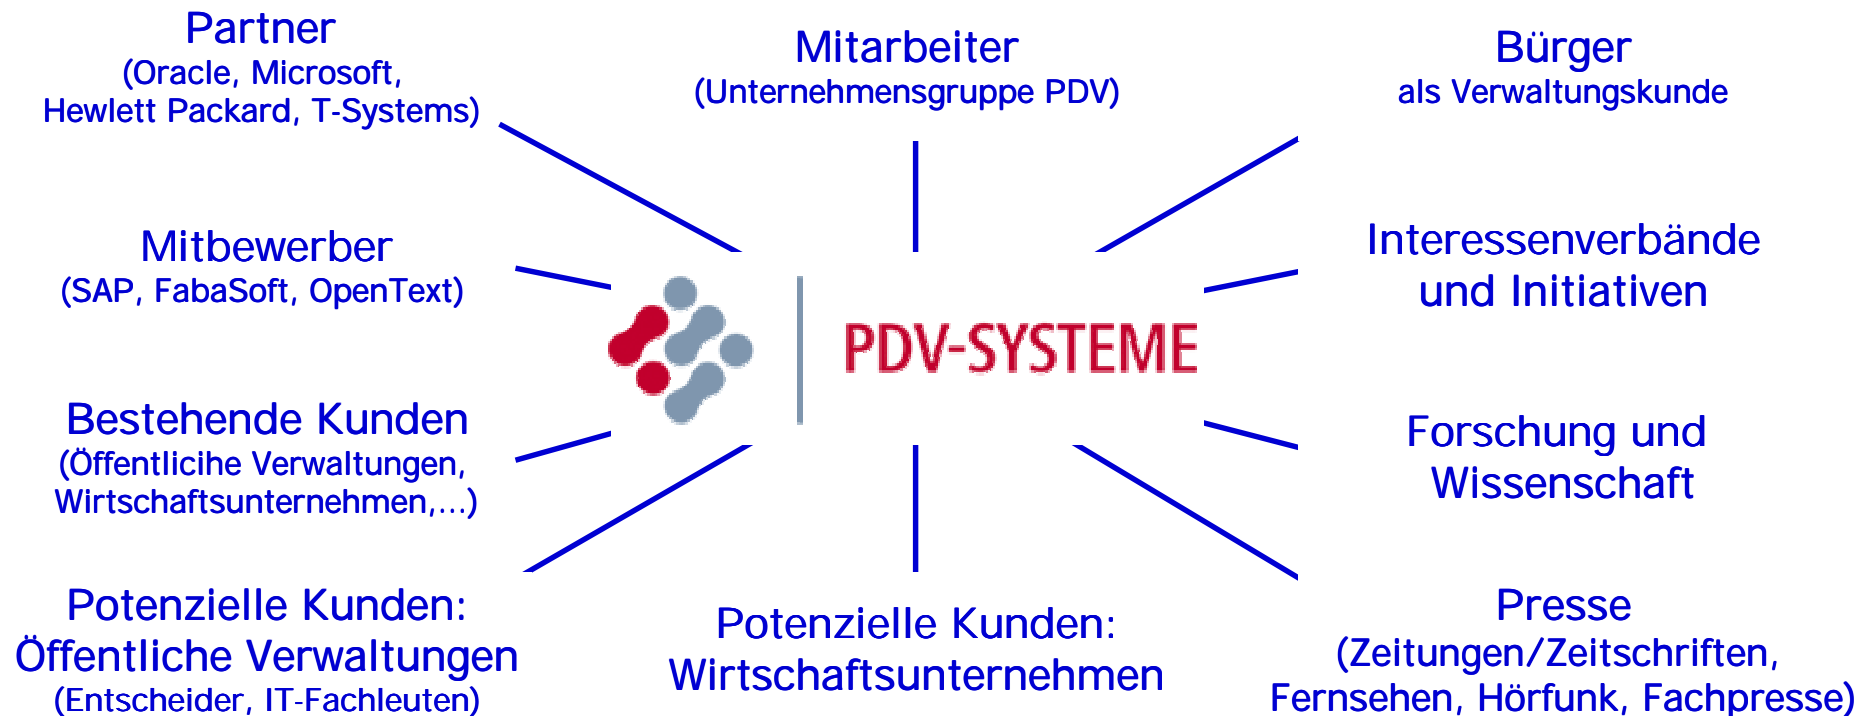 Partner
(Oracle, Microsoft,
Hewlett Packard, T-Systems)
Mitarbeiter
(Unternehmensgruppe PDV)
Bürger
als Verwaltungskunde
Mitbewerber
(SAP, FabaSoft, OpenText)
Interessenverbände
und Initiativen
PDV-SYSTEME
Bestehende Kunden
(Öffentlicihe Verwaltungen,
Wirtschaftsunternehmen,...)
Forschung und
Wissenschaft
Potenzielle Kunden:
Öffentliche Verwaltungen
(Entscheider, IT-Fachleuten)
Potenzielle Kunden:
Wirtschaftsunternehmen
Presse
(Zeitungen/Zeitschriften,
Fernsehen, Hörfunk, Fachpresse)